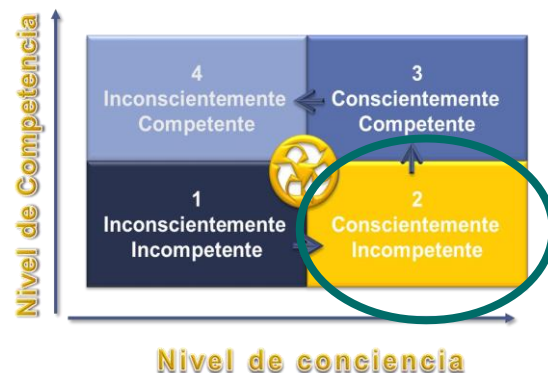 Nivel de Competencia
4
Inconscientemente
Competente
3
Conscientemente
Competente
1
Inconscientemente
Incompetente
2
Conscientemente
Incompetente
Nivel de conciencia